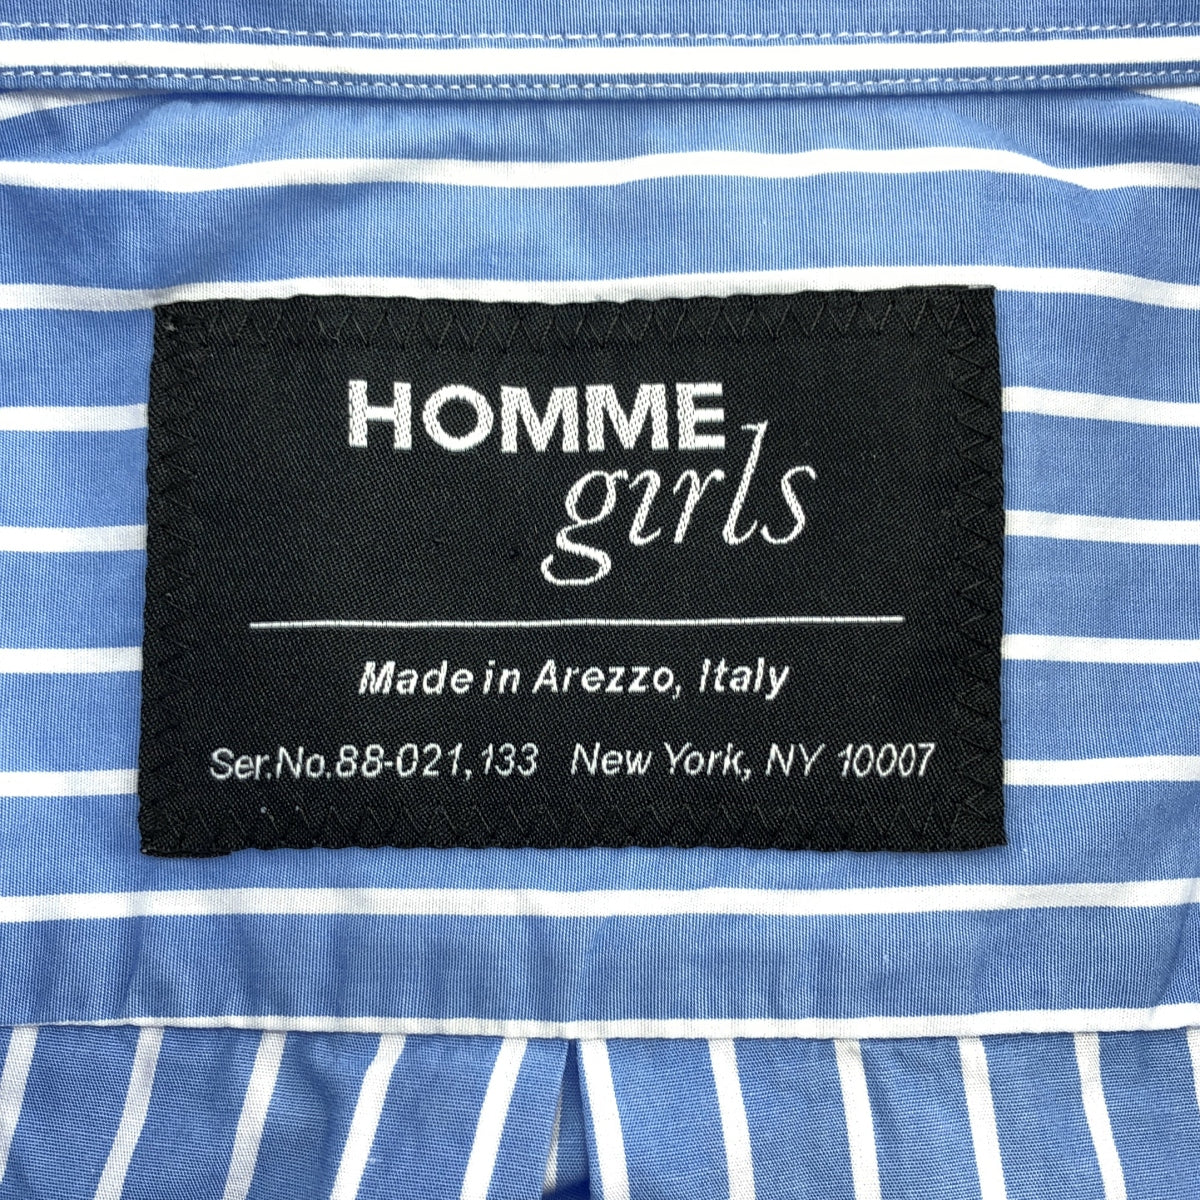 HOMME
girls
Made in Arezzo, Italy
Ser.No.88-021,133 New York, NY 10007